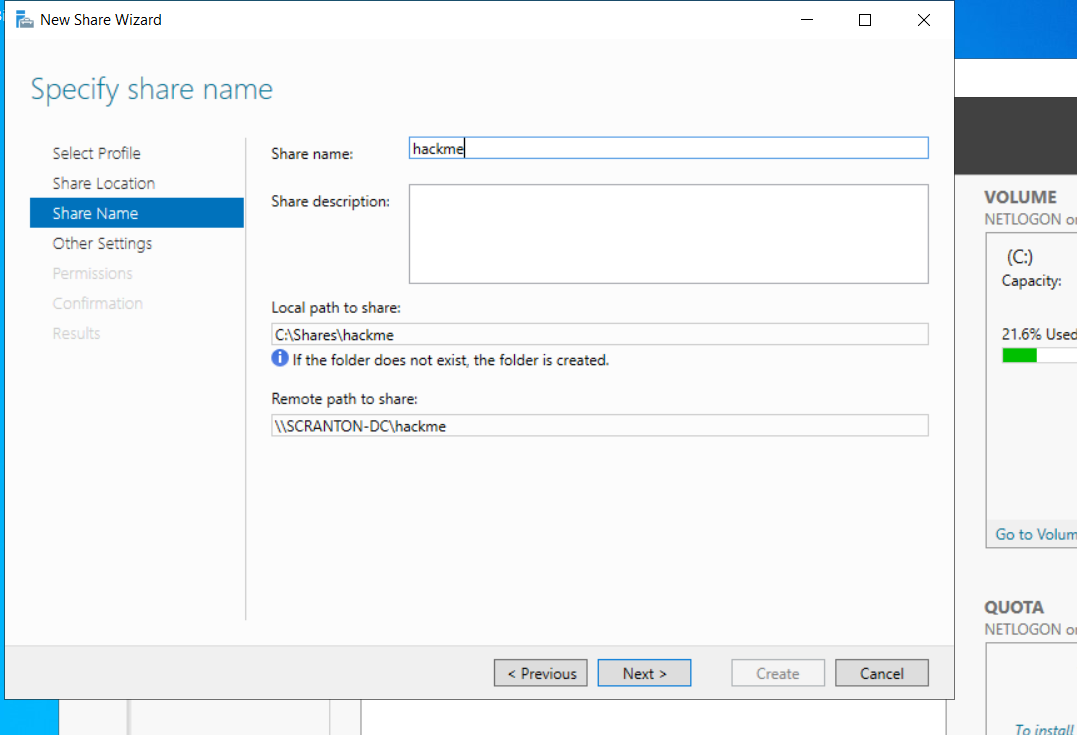 New Share Wizard
Specify share name
Select Profile
Share Location
Share Name
Other Settings
Permissions
Confirmation
Results
Share name:
hackme
Share description:
Local path to share:
C:\Shares\hackme
If the folder does not exist, the folder is created.
Remote path to share:
\\SCRANTON-DC\hackme
< Previous
Next >
Create
Cancel
VOLUME
NETLOGON
(C:)
Capacity:
21.6% Used
Go to Volum
QUOTA
NETLOGON
To install